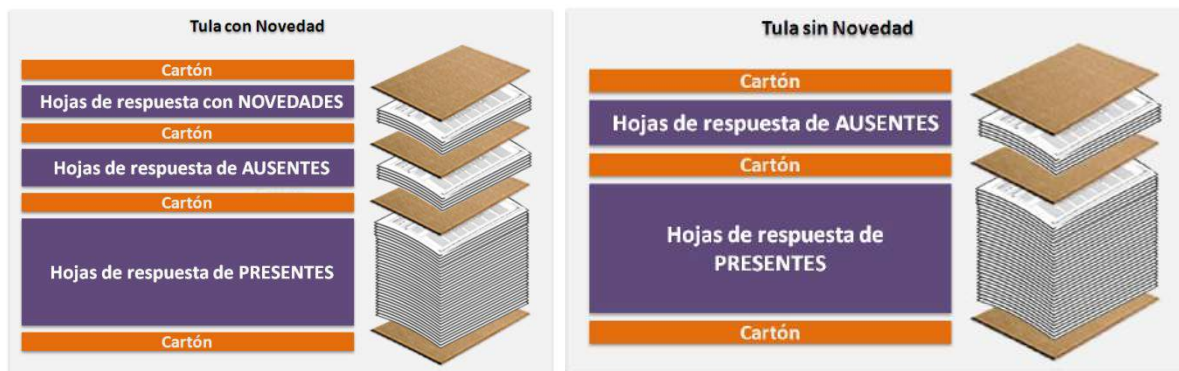 Tula con Novedad
Cartón
Hojas de respuesta con NOVEDADES
Cartón
Hojas de respuesta de AUSENTES
Cartón
Hojas de respuesta de PRESENTES
Cartón
Tula sin Novedad
Cartón
Hojas de respuesta de AUSENTES
Cartón
Hojas de respuesta de
PRESENTES
Cartón